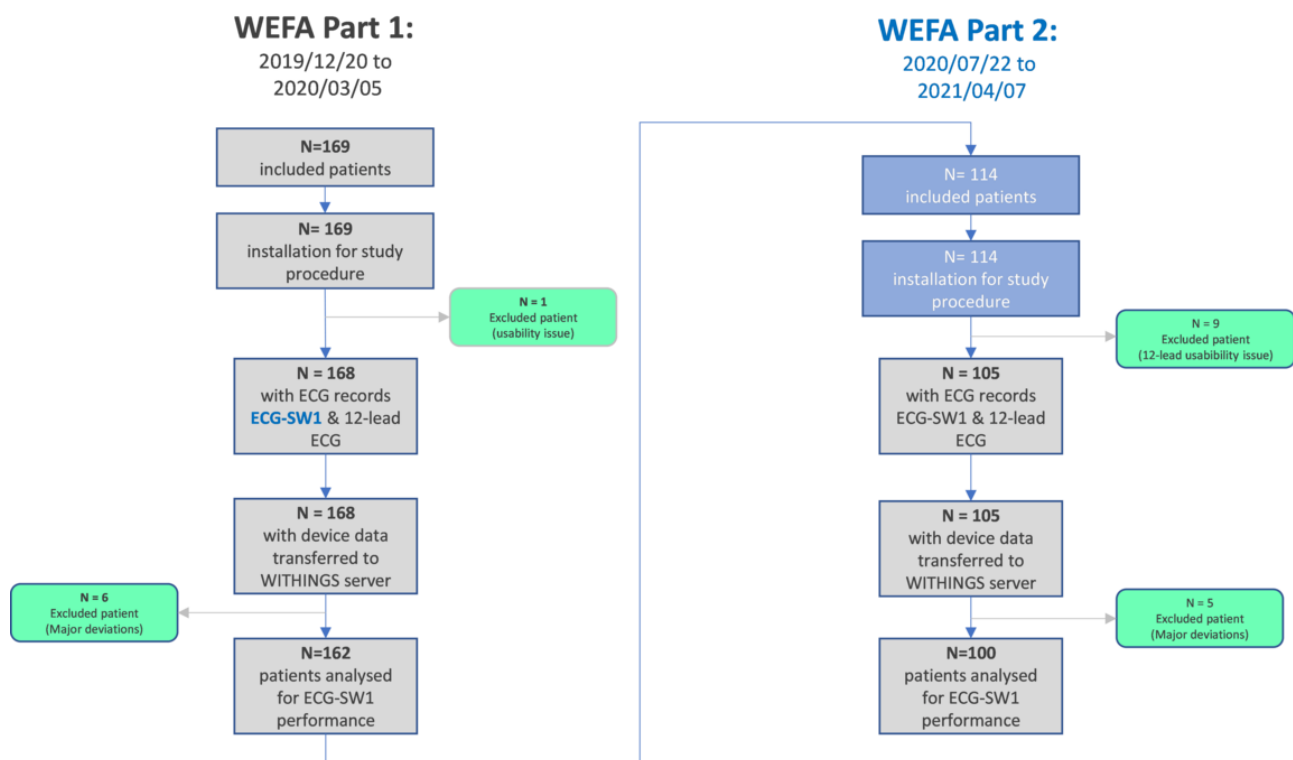 WEFA Part 1:
2019/12/20 to
2020/03/05
N=169
included patients
N= 169
installation for study
procedure
N = 1
Excluded patient
(usability issue)
N = 168
with ECG records
ECG-SW1 & 12-lead
ECG
N = 168
with device data
transferred to
WITHINGS server
N = 6
Excluded patient
(Major deviations)
N=162
patients analysed
for ECG-SW1
performance
WEFA Part 2:
2020/07/22 to
2021/04/07
N= 114
included patients
N= 114
installation for study
procedure
N = 9
Excluded patient
(12-lead usabibility issue)
N = 105
with ECG records
ECG-SW1 & 12-lead
ECG
N = 105
with device data
transferred to
WITHINGS server
N = 5
Excluded patient
(Major deviations)
N=100
patients analysed
for ECG-SW1
performance